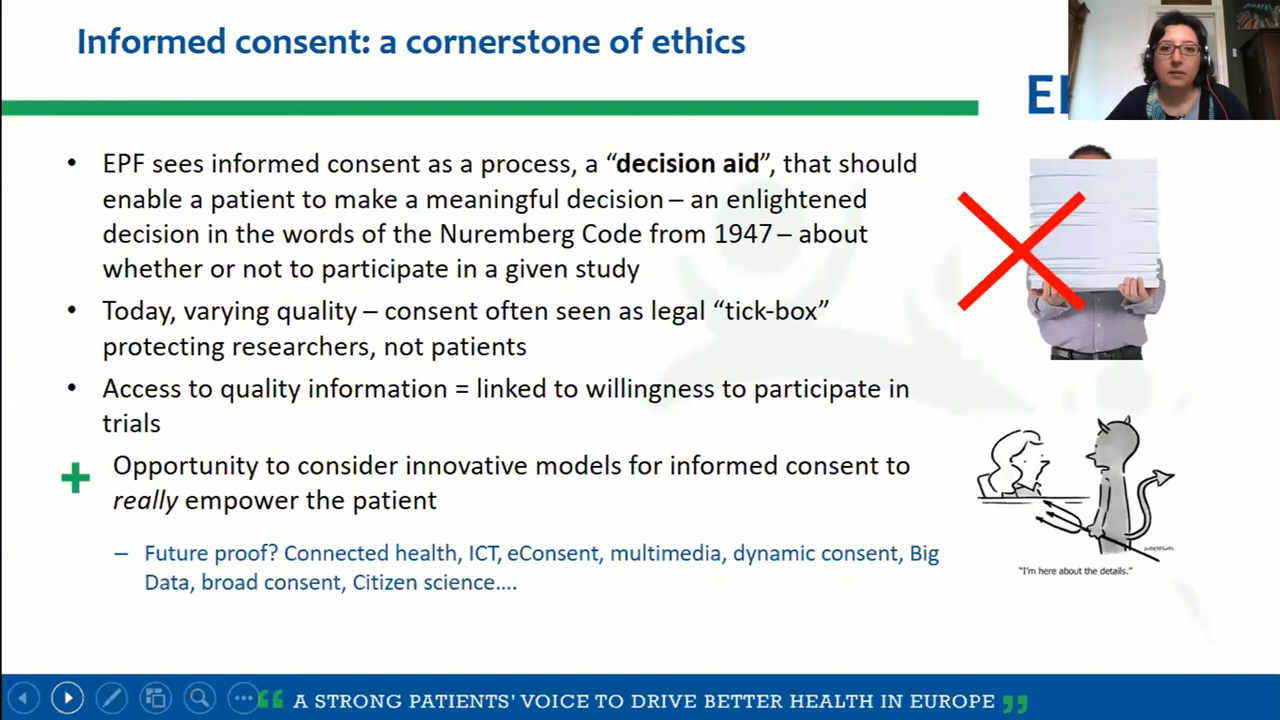 Informed consent: a cornerstone of ethics
• EPF sees informed consent as a process, a “decision aid”, that should
enable a patient to make a meaningful decision – an enlightened
decision in the words of the Nuremberg Code from 1947 – about
whether or not to participate in a given study
• Today, varying quality – consent often seen as legal “tick-box”
protecting researchers, not patients
• Access to quality information = linked to willingness to participate in
trials
+ Opportunity to consider innovative models for informed consent to
really empower the patient
– Future proof? Connected health, ICT, eConsent, multimedia, dynamic consent, Big
Data, broad consent, Citizen science....
"I'm here about the details."
“ A STRONG PATIENTS’ VOICE TO DRIVE BETTER HEALTH IN EUROPE ”